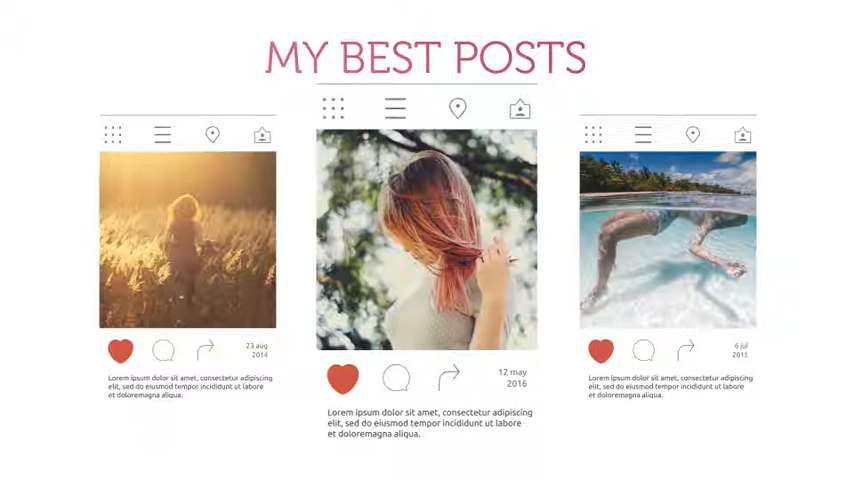 MY BEST POSTS
23 aug
2014
Lorem ipsum dolor sit amet, consectetur adipiscing
elit, sed do eiusmod tempor incididunt ut labore
et doloremagna aliqua.
12 may
2016
Lorem ipsum dolor sit amet, consectetur adipiscing
elit, sed do eiusmod tempor incididunt ut labore
et doloremagna aliqua.
6 jul
2015
Lorem ipsum dolor sit amet, consectetur adipiscing
elit, sed do eiusmod tempor incididunt ut labore
et doloremagna aliqua.